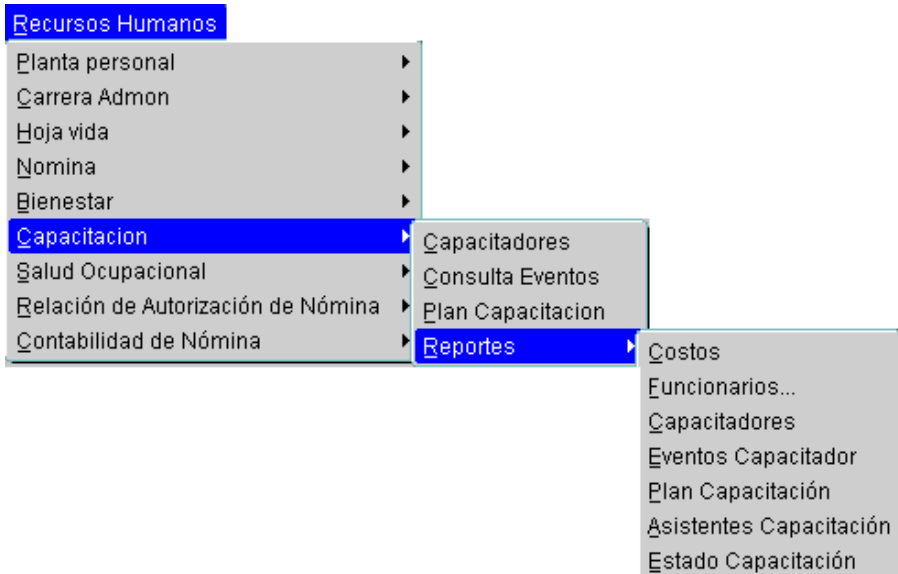 Recursos Humanos
Planta personal
Carrera Admon
Hoja vida
Nomina
Bienestar
Capacitacion
Salud Ocupacional
Relación de Autorización de Nómina
Contabilidad de Nómina
Capacitadores
Consulta Eventos
Plan Capacitacion
Reportes
Costos
Funcionarios...
Capacitadores
Eventos Capacitador
Plan Capacitación
Asistentes Capacitación
Estado Capacitación